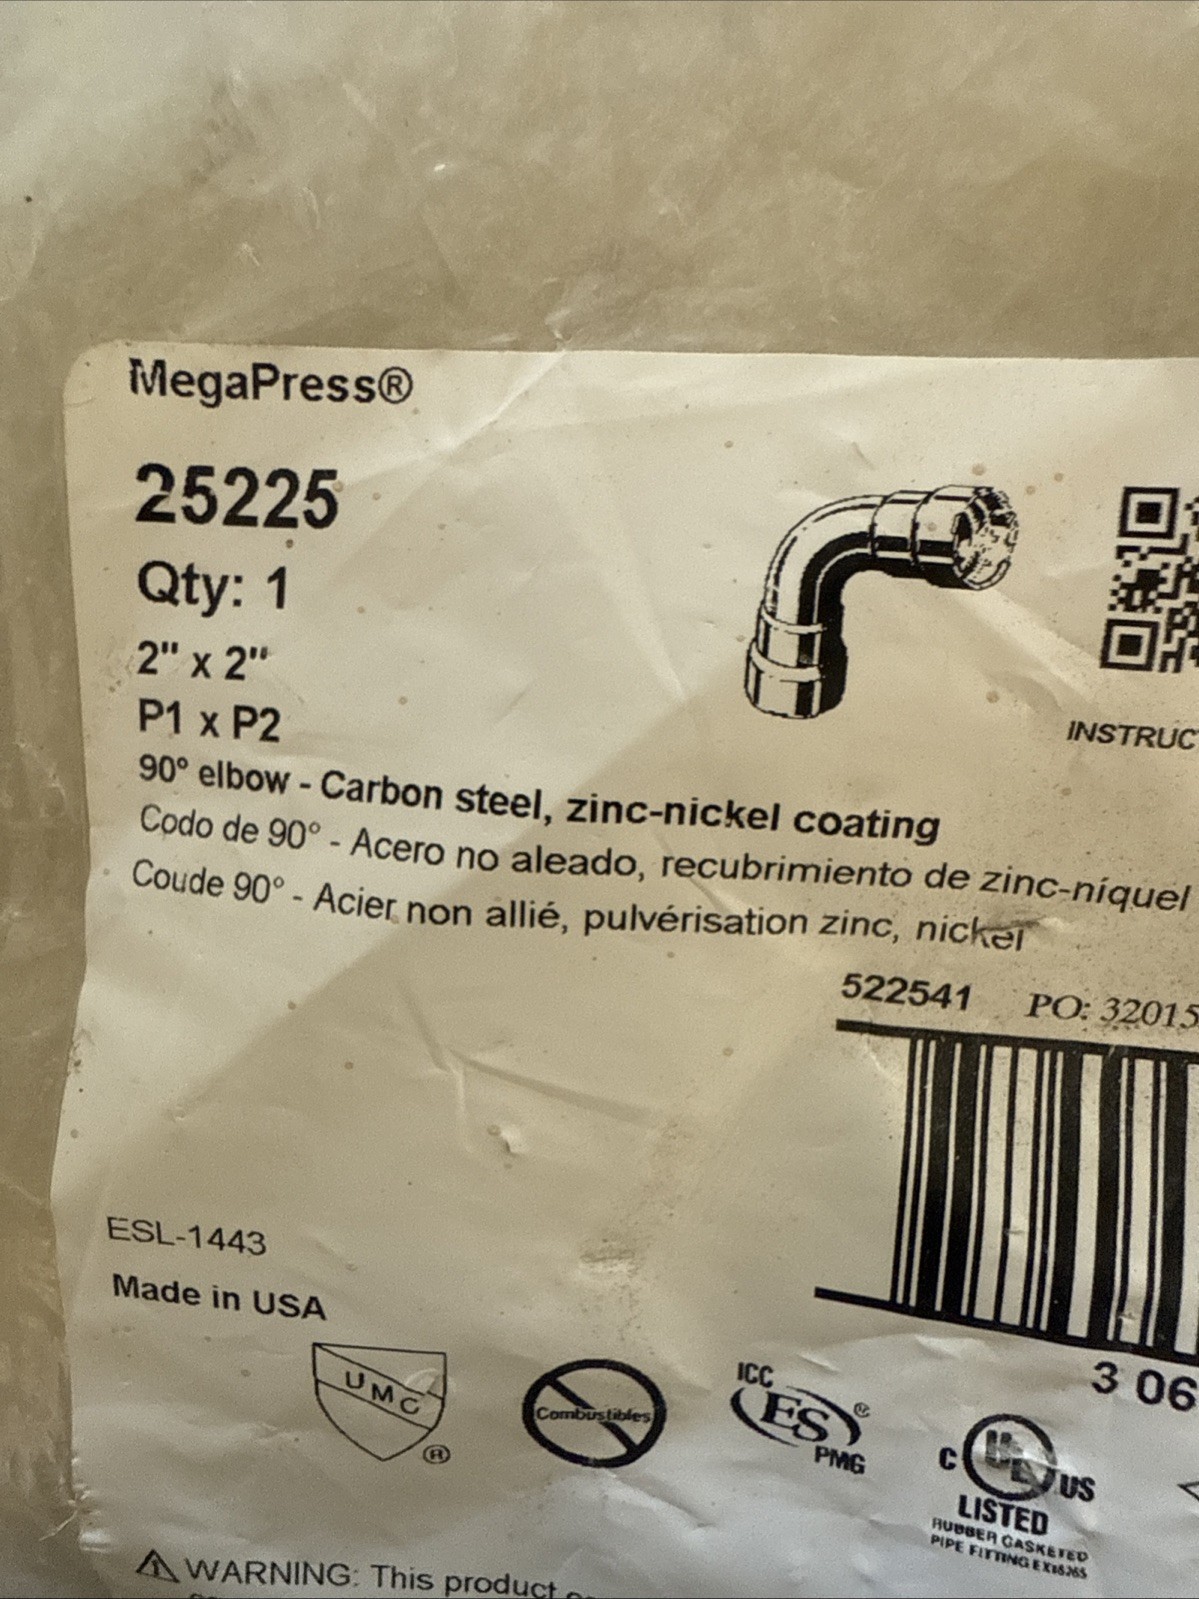 MegaPress®
25225
Qty: 1
2" x 2"
P1 x P2
90° elbow - Carbon steel, zinc-nickel coating
Codo de 90° - Acero no aleado, recubrimiento de zinc-níquel
Coude 90° - Acier non allié, pulvérisation zinc, nickel
INSTRUC
522541 PO: 32015
ESL-1443
Made in USA
3 06
UMC ®
Combustibles
ICC
ES ®
PMG
C UL US
LISTED
RUBBER GASKETED
PIPE FITTING
⚠ WARNING: This product